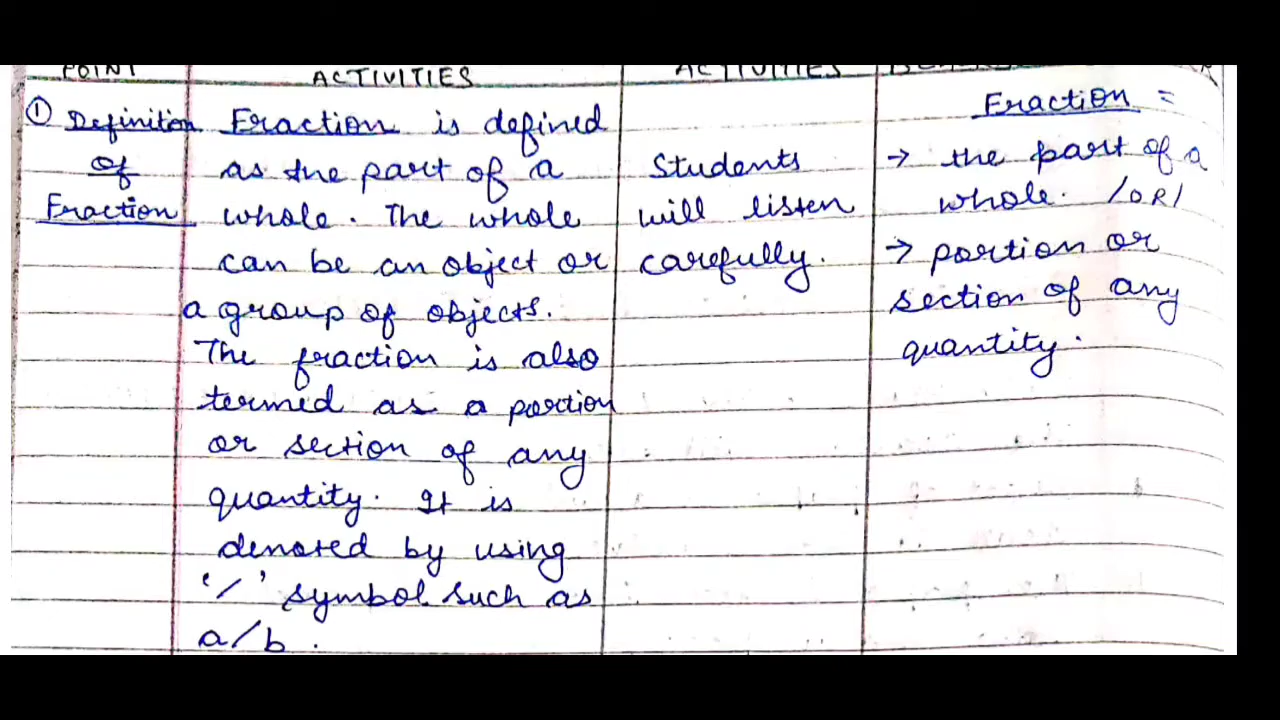 POINT
ACTIVITIES
ACTIVITIES
① Definition
of
Fraction
Fraction is defined
as the part of a
whole. The whole
can be an object or
a group of objects.
The fraction is also
termed as a portion
or section of any
quantity. It is
denoted by using
'/' symbol such as
a/b.
Students
will listen
carefully.
Fraction =
→ the part of a
whole. /OR/
→ portion or
section of any
quantity.